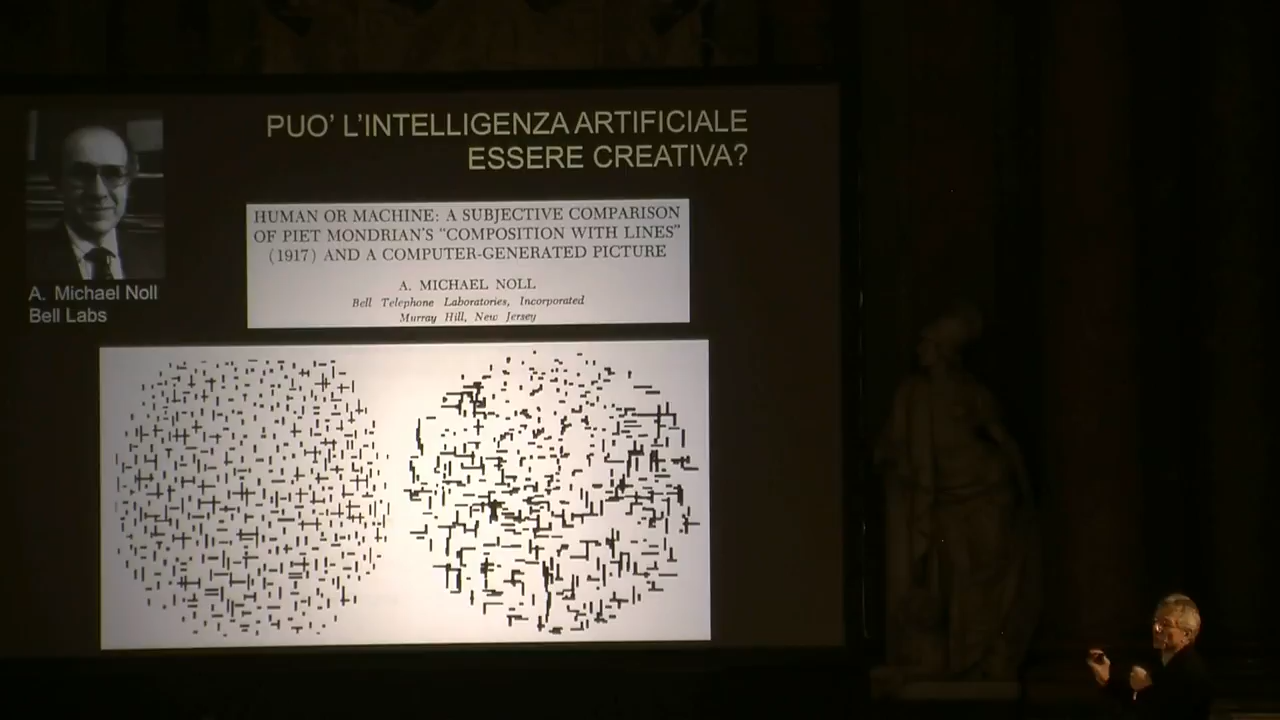 PUO' L'INTELLIGENZA ARTIFICIALE
ESSERE CREATIVA?
HUMAN OR MACHINE: A SUBJECTIVE COMPARISON
OF PIET MONDRIAN'S “COMPOSITION WITH LINES”
(1917) AND A COMPUTER-GENERATED PICTURE
A. MICHAEL NOLL
Bell Telephone Laboratories, Incorporated
Murray Hill, New Jersey
A. Michael Noll
Bell Labs